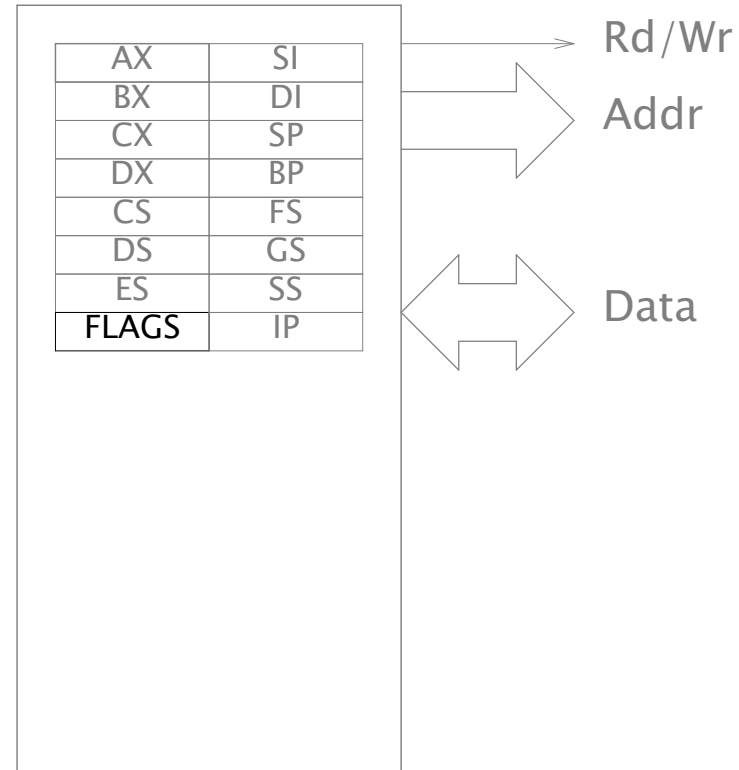 AX SI
BX DI
CX SP
DX BP
CS FS
DS GS
ES SS
FLAGS IP
Rd/Wr
Addr
Data